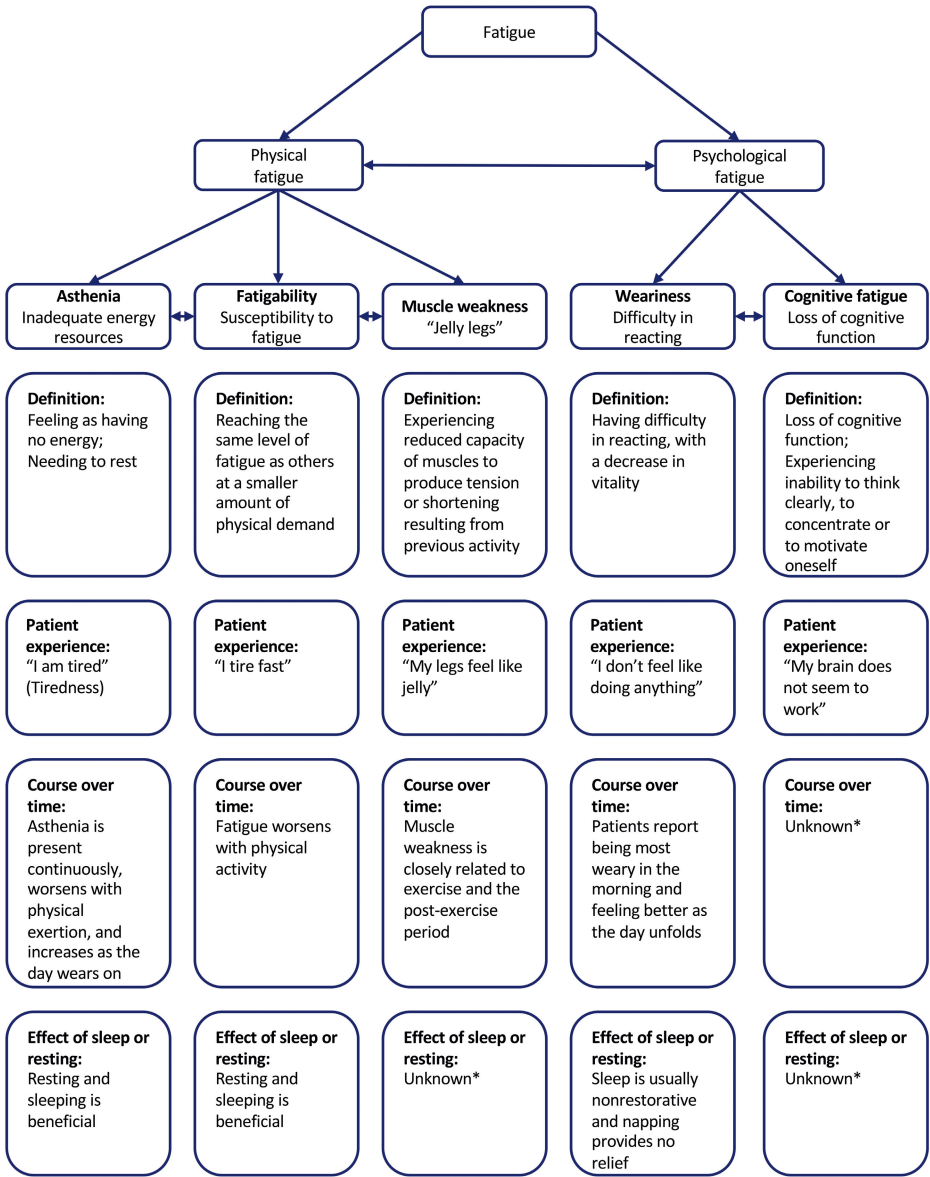 Fatigue
Physical
fatigue
Psychological
fatigue
Asthenia
Inadequate energy
resources
Fatigability
Susceptibility to
fatigue
Muscle weakness
“Jelly legs”
Weariness
Difficulty in
reacting
Cognitive fatigue
Loss of cognitive
function
Definition:
Feeling as having
no energy;
Needing to rest
Definition:
Reaching the
same level of
fatigue as others
at a smaller
amount of
physical demand
Definition:
Experiencing
reduced capacity
of muscles to
produce tension
or shortening
resulting from
previous activity
Definition:
Having difficulty
in reacting, with
a decrease in
vitality
Definition:
Loss of cognitive
function;
Experiencing
inability to think
clearly, to
concentrate or
to motivate
oneself
Patient
experience:
“I am tired”
(Tiredness)
Patient
experience:
“I tire fast”
Patient
experience:
“My legs feel like
jelly”
Patient
experience:
“I don’t feel like
doing anything”
Patient
experience:
“My brain does
not seem to
work”
Course over
time:
Asthenia is
present
continuously,
worsens with
physical
exertion, and
increases as the
day wears on
Course over
time:
Fatigue worsens
with physical
activity
Course over
time:
Muscle
weakness is
closely related to
exercise and the
post-exercise
period
Course over
time:
Patients report
being most
weary in the
morning and
feeling better as
the day unfolds
Course over
time:
Unknown*
Effect of sleep or
resting:
Resting and
sleeping is
beneficial
Effect of sleep or
resting:
Resting and
sleeping is
beneficial
Effect of sleep or
resting:
Unknown*
Effect of sleep or
resting:
Sleep is usually
nonrestorative
and napping
provides no
relief
Effect of sleep or
resting:
Unknown*